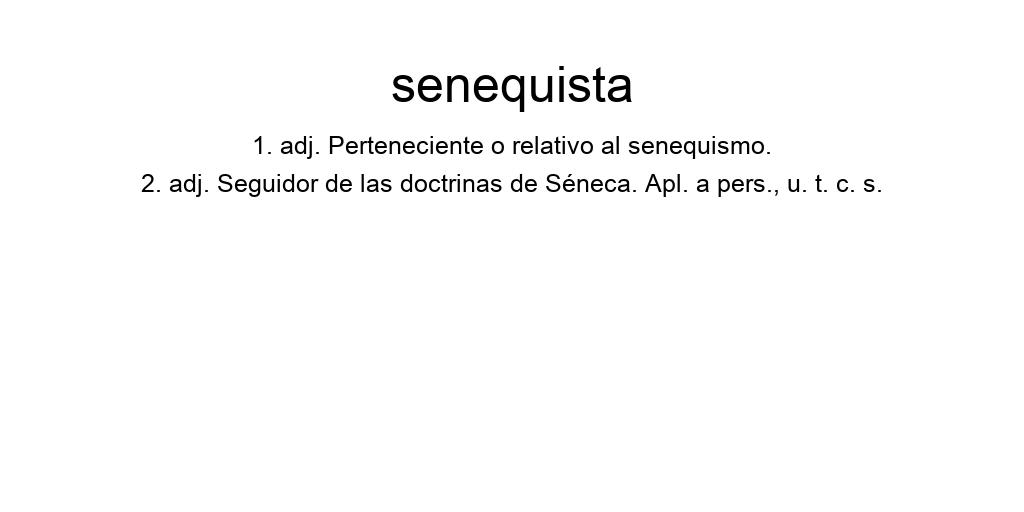 senequista
1. adj. Perteneciente o relativo al senequismo.
2. adj. Seguidor de las doctrinas de Séneca. Apl. a pers., u. t. c. s.